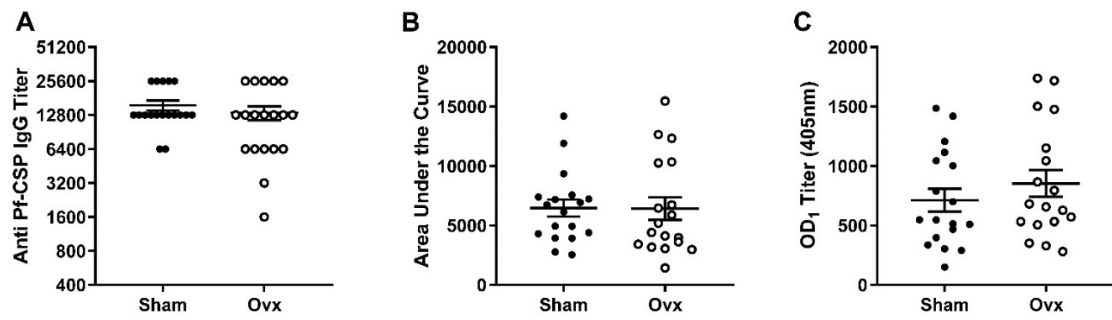 A
Anti Pf-CSP IgG Titer
51200
25600
12800
6400
3200
1600
800
400
Sham
Ovx
B
Area Under the Curve
20000
15000
10000
5000
0
Sham
Ovx
C
OD1 Titer (405nm)
2000
1500
1000
500
0
Sham
Ovx